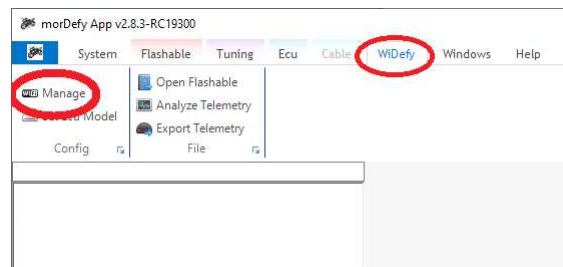 morDefy App v2.8.3-RC19300
System Flashable Tuning Ecu Cable WiDefy Windows Help
Manage
Open Flashable
Analyze Telemetry
Model
Export Telemetry
Config File